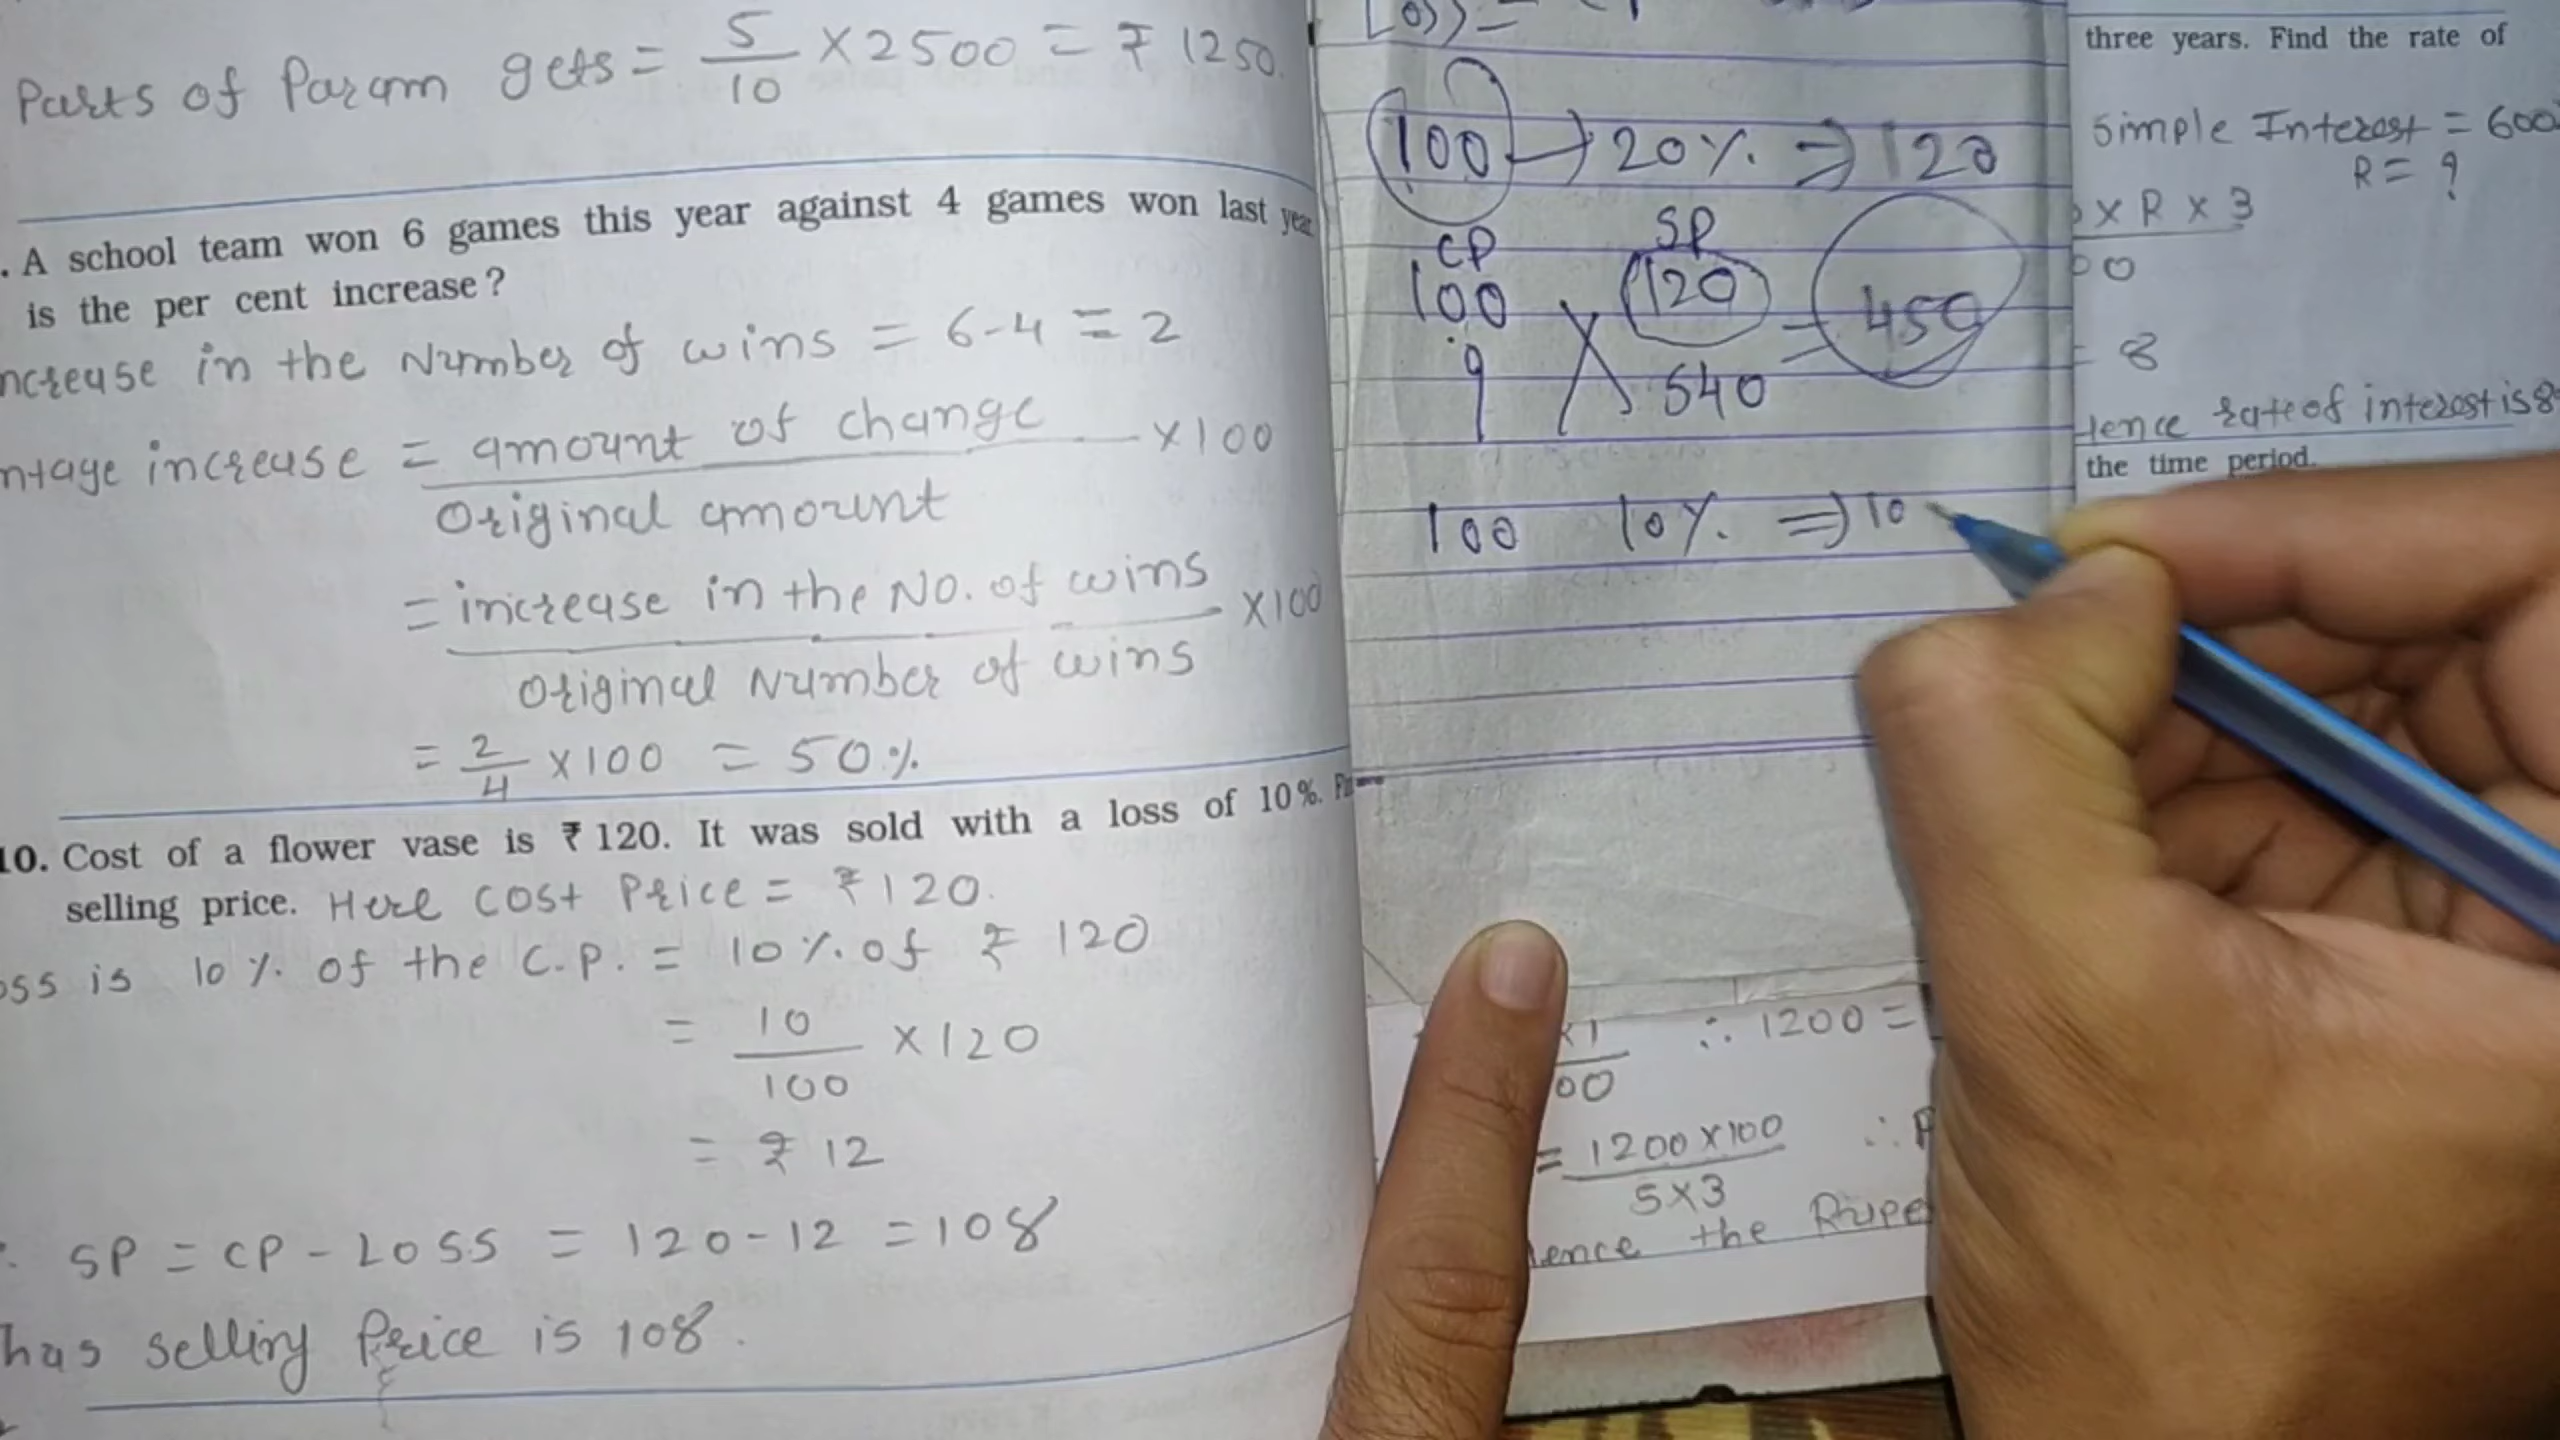 Parts of Param gets = 5/10 × 2500 = ₹ 1250.
. A school team won 6 games this year against 4 games won last year
is the per cent increase ?
ncrease in the Number of wins = 6-4 = 2
ntage increase = amount of change / Original amount × 100
= increase in the No. of wins / Original Number of wins × 100
= 2/4 × 100 = 50%
10. Cost of a flower vase is ₹ 120. It was sold with a loss of 10%.
selling price. Here Cost Price = ₹ 120.
oss is 10%. of the C.P. = 10%. of ₹ 120
= 10/100 × 120
= ₹ 12
SP = CP - LOSS = 120-12 = 108
has selling Price is 108.
100 → 20%. ⇒ 120
CP SP
100 120
? 540 = 450
100 10%. ⇒ 10
three years. Find the rate of
Simple Interest = 600
R = ?
× R × 3
00
= 8
Hence rate of interest is 8
the time period.
×1
00
∴ 1200 =
= 1200×100 / 5×3 ∴ P
ence the Rupe